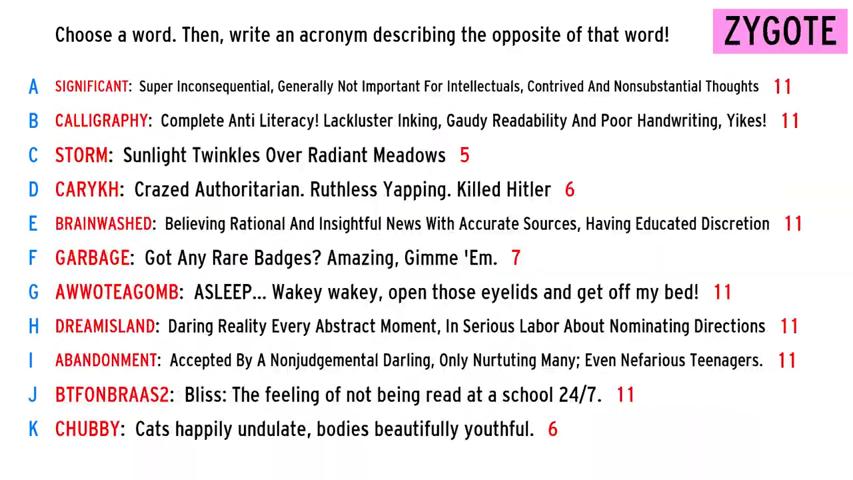 Choose a word. Then, write an acronym describing the opposite of that word!
ZYGOTE
A SIGNIFICANT: Super Inconsequential, Generally Not Important For Intellectuals, Contrived And Nonsubstantial Thoughts 11
B CALLIGRAPHY: Complete Anti Literacy! Lackluster Inking, Gaudy Readability And Poor Handwriting, Yikes! 11
C STORM: Sunlight Twinkles Over Radiant Meadows 5
D CARYKH: Crazed Authoritarian. Ruthless Yapping. Killed Hitler 6
E BRAINWASHED: Believing Rational And Insightful News With Accurate Sources, Having Educated Discretion 11
F GARBAGE: Got Any Rare Badges? Amazing, Gimme 'Em. 7
G AWWOTEAGOMB: ASLEEP... Wakey wakey, open those eyelids and get off my bed! 11
H DREAMISLAND: Daring Reality Every Abstract Moment, In Serious Labor About Nominating Directions 11
I ABANDONMENT: Accepted By A Nonjudgemental Darling, Only Nurtuting Many; Even Nefarious Teenagers. 11
J BTFONBRAAS2: Bliss: The feeling of not being read at a school 24/7. 11
K CHUBBY: Cats happily undulate, bodies beautifully youthful. 6